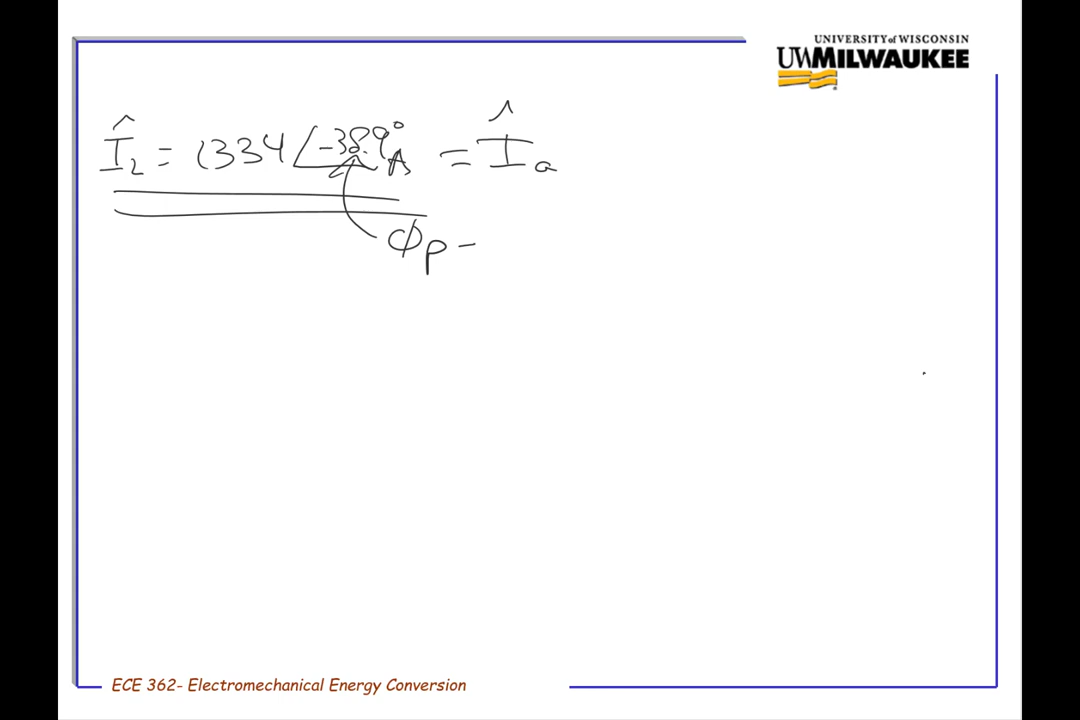 UNIVERSITY of WISCONSIN
UWMILWAUKEE
Î₂ = 1334 ∠-38.9° A = Îₐ
ϕp -
ECE 362- Electromechanical Energy Conversion